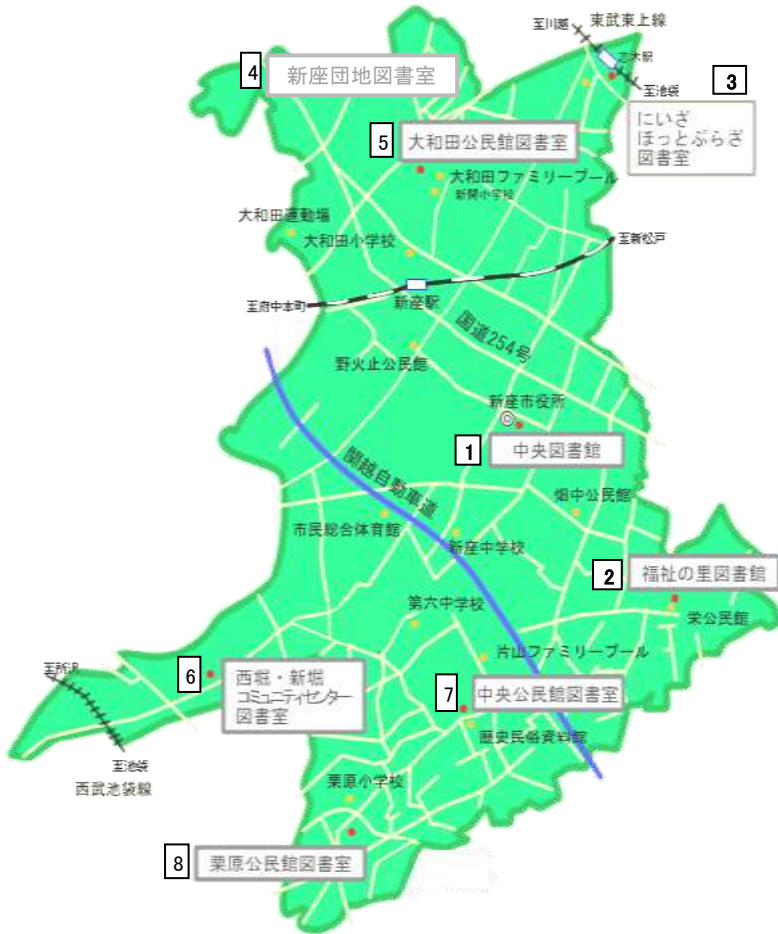 東武東上線
至川越
志木駅
至池袋
4
新座団地図書室
3
にいざ
ほっとぷらざ
図書室
5
大和田公民館図書室
大和田ファミリープール
新開小学校
大和田運動場
大和田小学校
至新松戸
至府中本町
新座駅
国道254号
野火止公民館
新座市役所
1
中央図書館
関越自動車道
畑中公民館
市民総合体育館
新座中学校
2
福祉の里図書館
栄公民館
第六中学校
片山ファミリープール
至所沢
6
西堀・新堀
コミュニティセンター
図書室
7
中央公民館図書室
歴史民俗資料館
至池袋
西武池袋線
栗原小学校
8
栗原公民館図書室